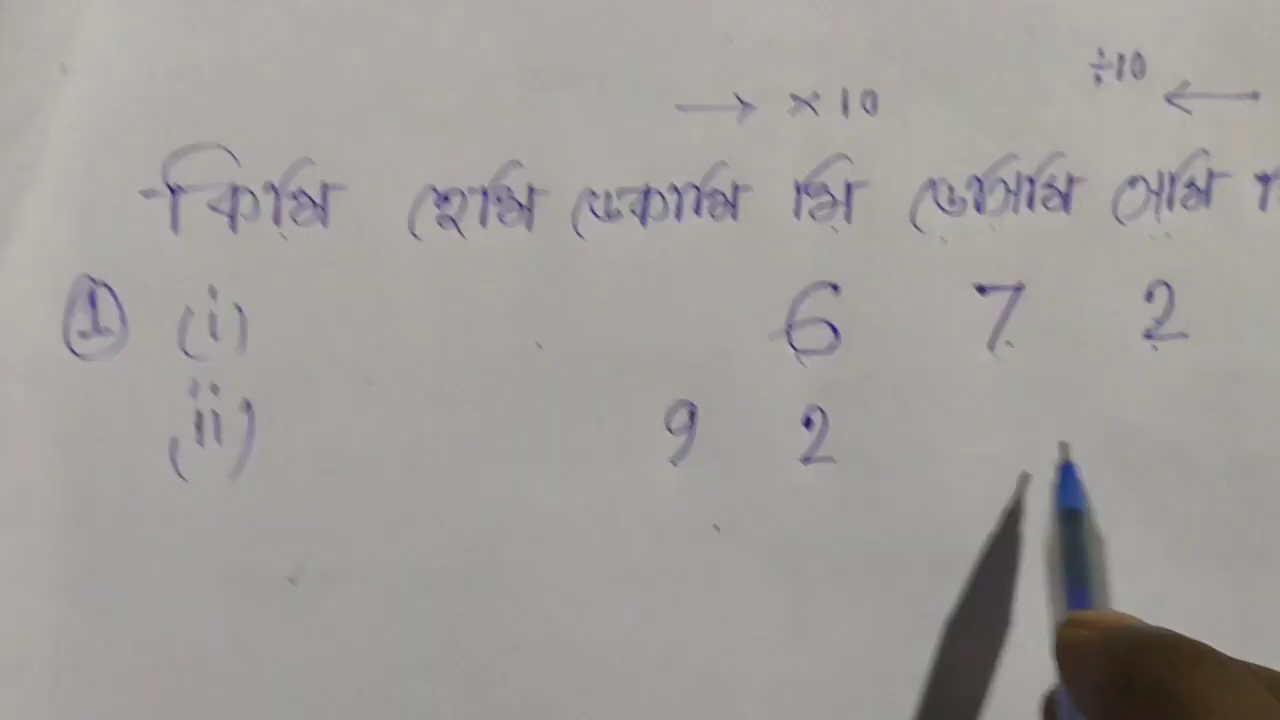 → × 10 ÷10 ←
কিমি হেমি ডেকামি মি ডেসিমি সেমি
① (i) 6 7 2
(ii) 9 2